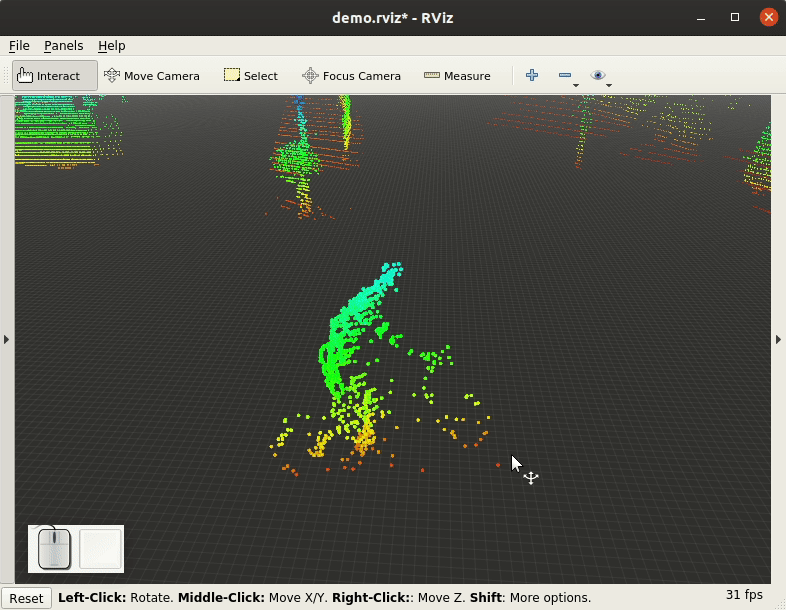 demo.rviz* - RViz
File Panels Help
Interact Move Camera Select Focus Camera Measure
Reset Left-Click: Rotate. Middle-Click: Move X/Y. Right-Click:: Move Z. Shift: More options. 31 fps